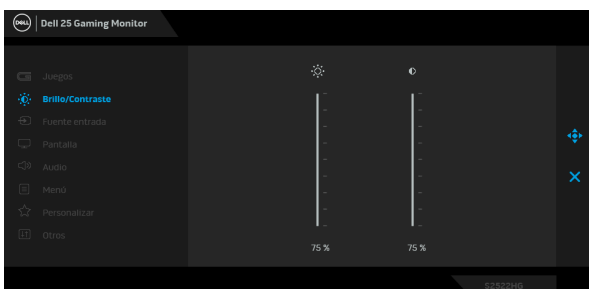 DELL
Dell 25 Gaming Monitor
Juegos
Brillo/Contraste
Fuente entrada
Pantalla
Audio
Menú
Personalizar
Otros
75 %
75 %
S2522HG